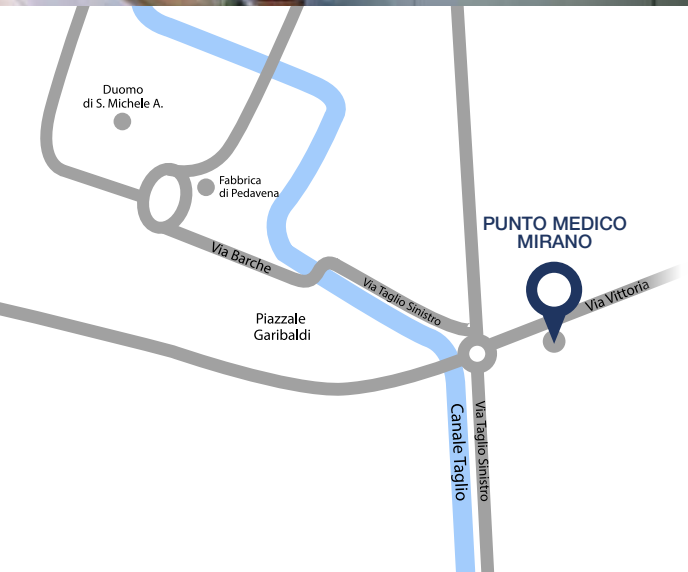 Duomo
di S. Michele A.
Fabbrica
di Pedavena
PUNTO MEDICO
MIRANO
Via Barche
Via Taglio Sinistro
Via Vittoria
Piazzale
Garibaldi
Canale Taglio
Via Taglio Sinistro